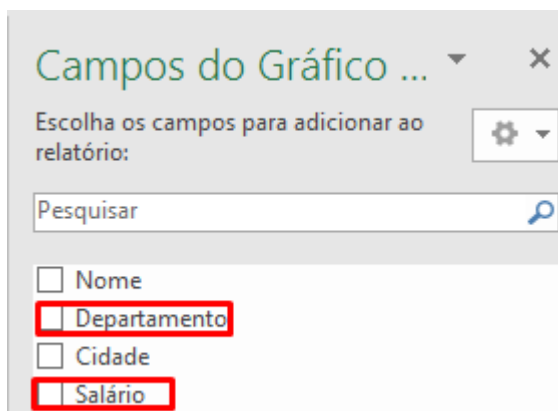 Campos do Gráfico ...
Escolha os campos para adicionar ao
relatório:
Pesquisar
Nome
Departamento
Cidade
Salário